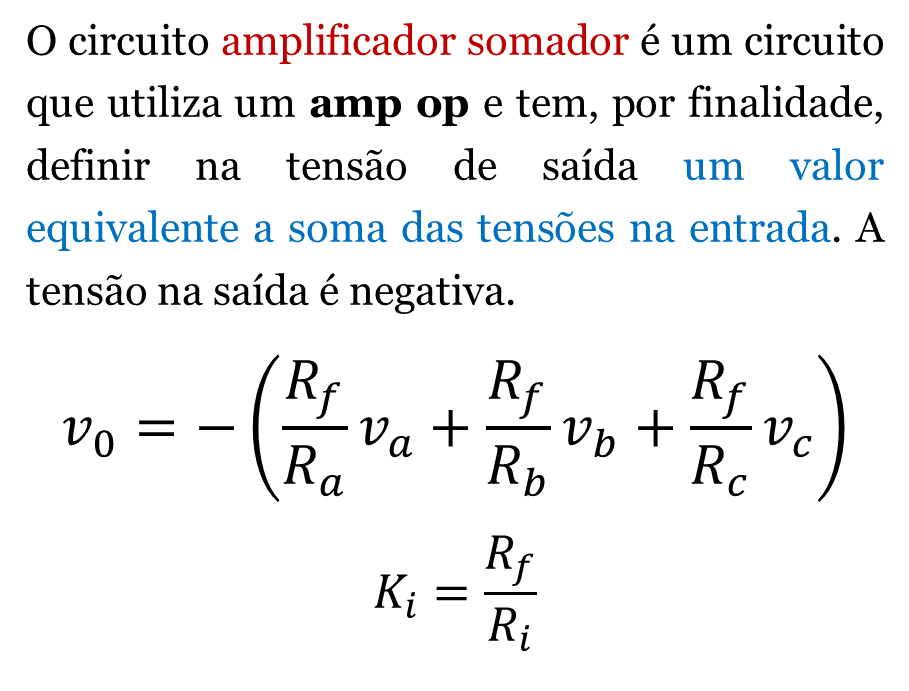 O circuito amplificador somador é um circuito
que utiliza um amp op e tem, por finalidade,
definir na tensão de saída um valor
equivalente a soma das tensões na entrada. A
tensão na saída é negativa.
v₀ = −(R_f/R_a v_a + R_f/R_b v_b + R_f/R_c v_c)
K_i = R_f/R_i